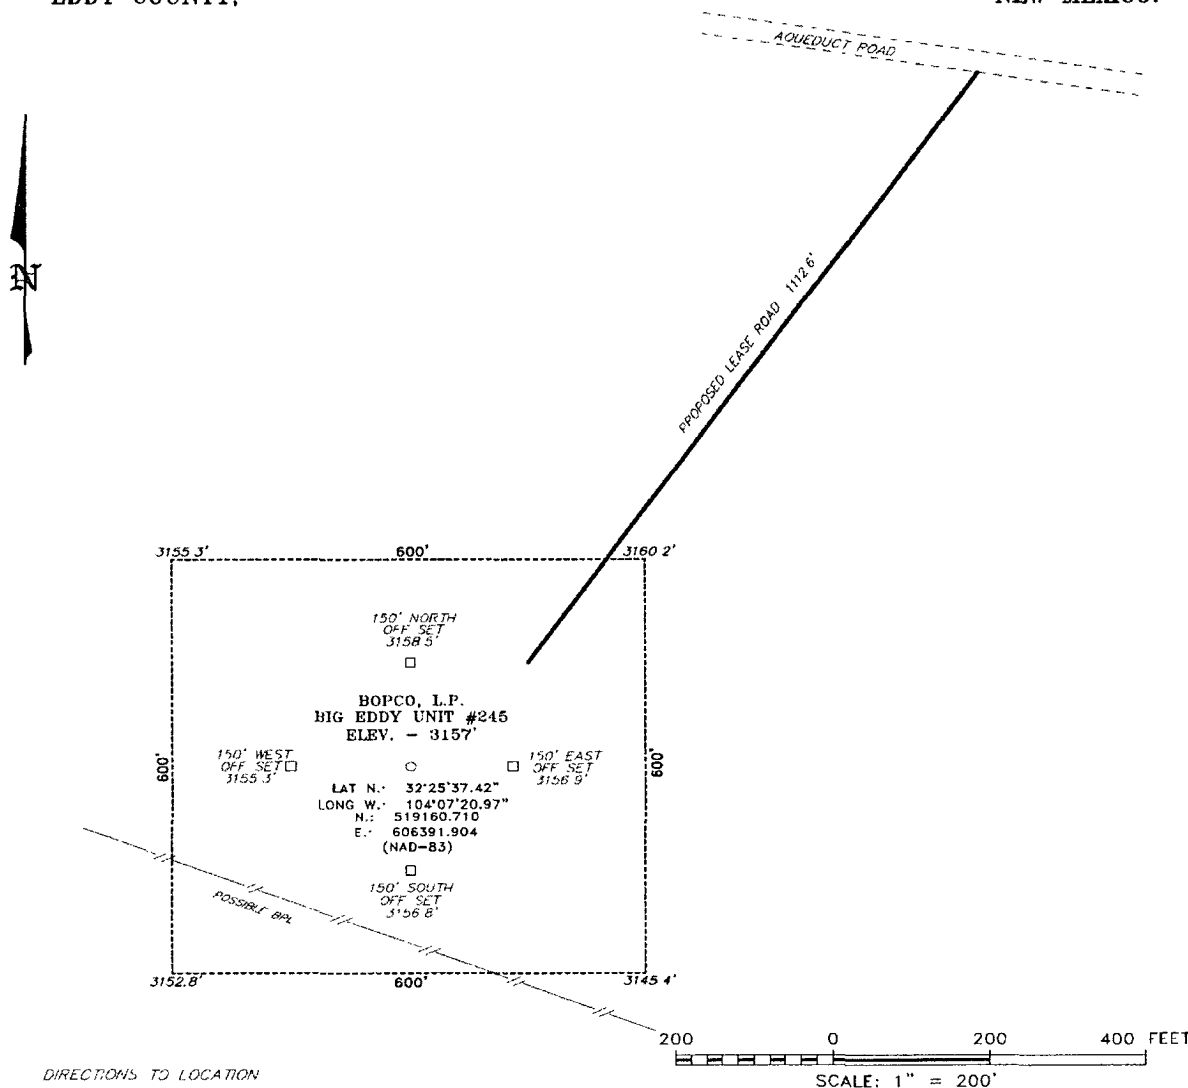 AQUEDUCT ROAD
N
PROPOSED LEASE ROAD 1112 6'
3155 3'
600'
3160 2'
150' NORTH
OFF SET
3158 5'
BOPCO, L.P.
BIG EDDY UNIT #245
ELEV. - 3157'
600'
150' WEST
OFF SET
3155 3'
150' EAST
OFF SET
3156 9'
600'
LAT N.: 32°25'37.42"
LONG W.: 104°07'20.97"
N.: 519160.710
E.: 606391.904
(NAD-83)
150' SOUTH
OFF SET
3156 8'
POSSIBLE BPL
3152.8'
600'
3145 4'
200 0 200 400 FEET
SCALE: 1" = 200'
DIRECTIONS TO LOCATION